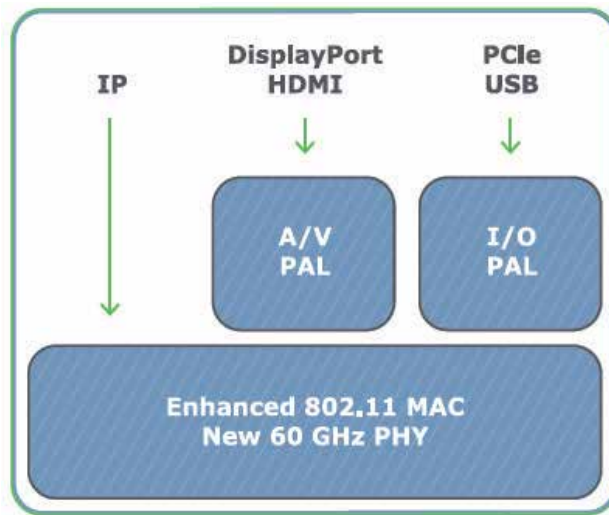 IP
DisplayPort
HDMI
PCIe
USB
A/V
PAL
I/O
PAL
Enhanced 802.11 MAC
New 60 GHz PHY